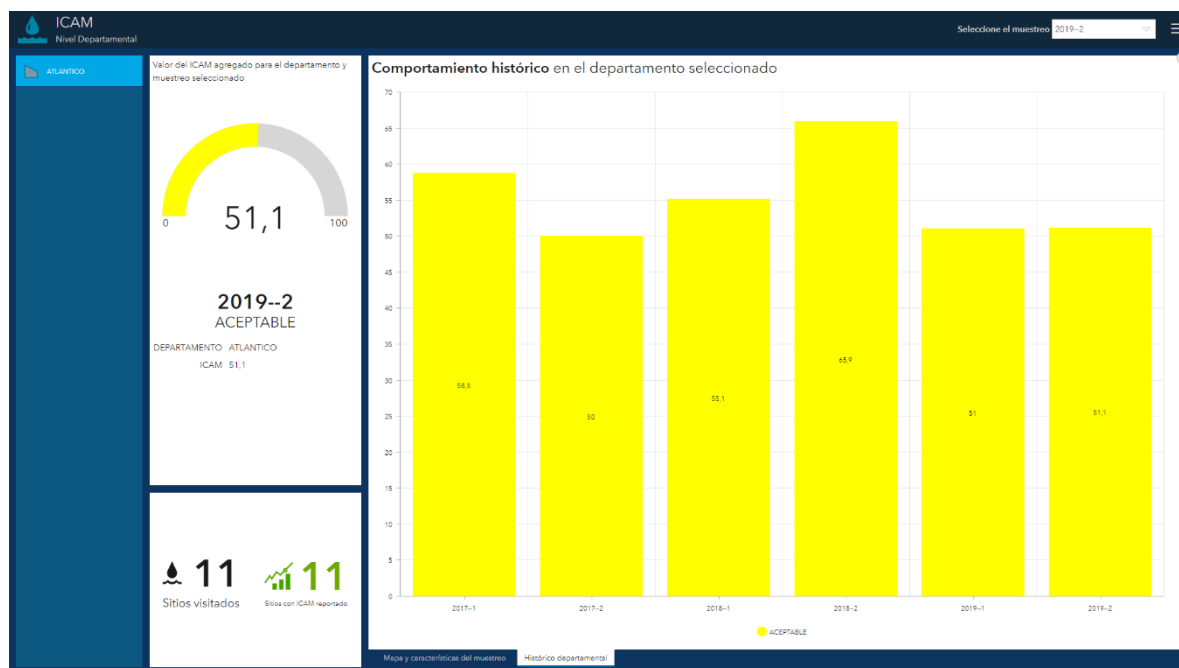 ICAM
Nivel Departamental
Seleccione el muestreo 2019--2
ATLANTICO
Valor del ICAM agregado para el departamento y
muestreo seleccionado
51,1
0
100
2019--2
ACEPTABLE
DEPARTAMENTO ATLANTICO
ICAM 51,1
11
Sitios visitados
11
Sitios con ICAM reportado
Comportamiento histórico en el departamento seleccionado
70
65
60
55
50
45
40
35
30
25
20
15
10
5
0
58,8
50
55,1
65,9
51
51,1
2017--1
2017--2
2018--1
2018--2
2019--1
2019--2
ACEPTABLE
Mapa y características del muestreo
Histórico departamental